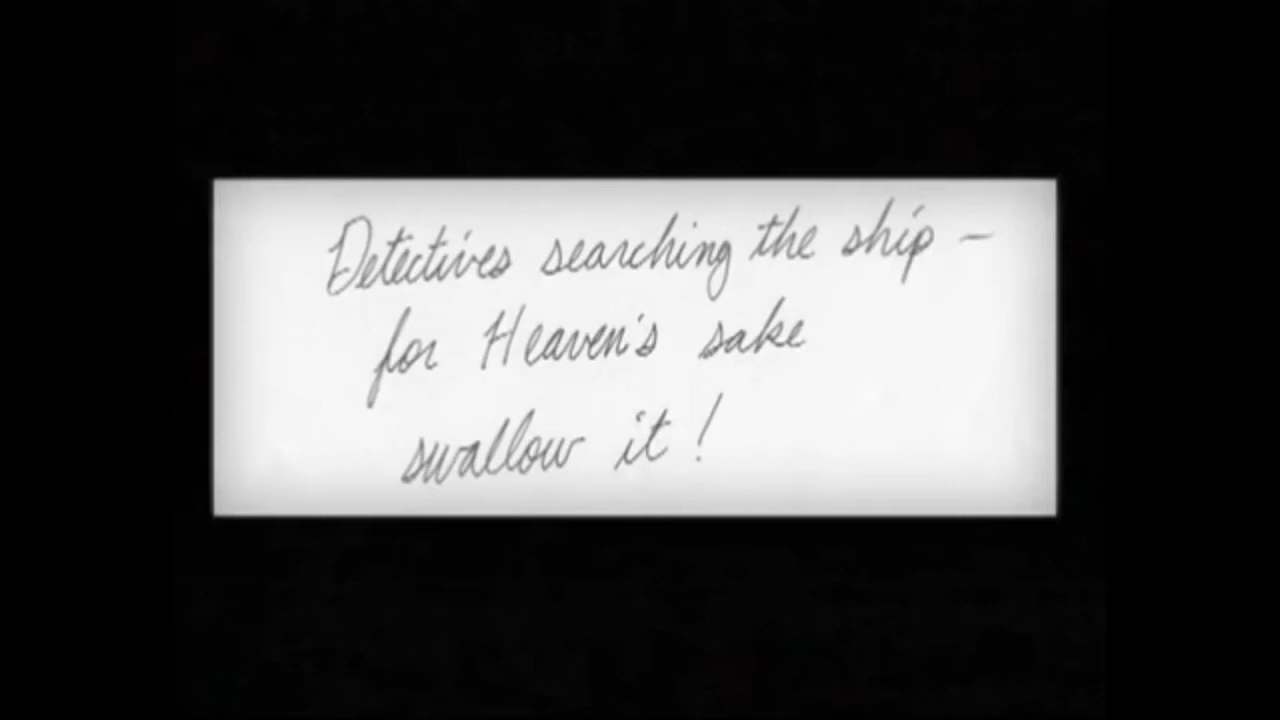 Detectives searching the ship –
for Heaven's sake
swallow it!